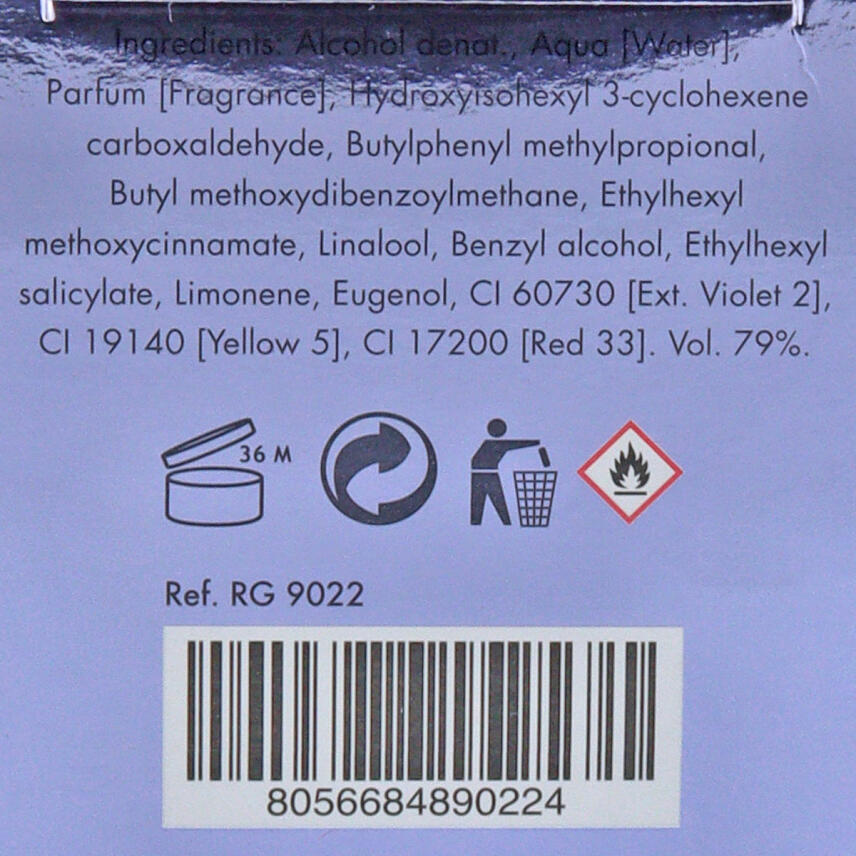 Ingredients: Alcohol denat., Aqua [Water],
Parfum [Fragrance], Hydroxyisohexyl 3-cyclohexene
carboxaldehyde, Butylphenyl methylpropional,
Butyl methoxydibenzoylmethane, Ethylhexyl
methoxycinnamate, Linalool, Benzyl alcohol, Ethylhexyl
salicylate, Limonene, Eugenol, CI 60730 [Ext. Violet 2],
CI 19140 [Yellow 5], CI 17200 [Red 33]. Vol. 79%.
36 M
Ref. RG 9022
8056684890224